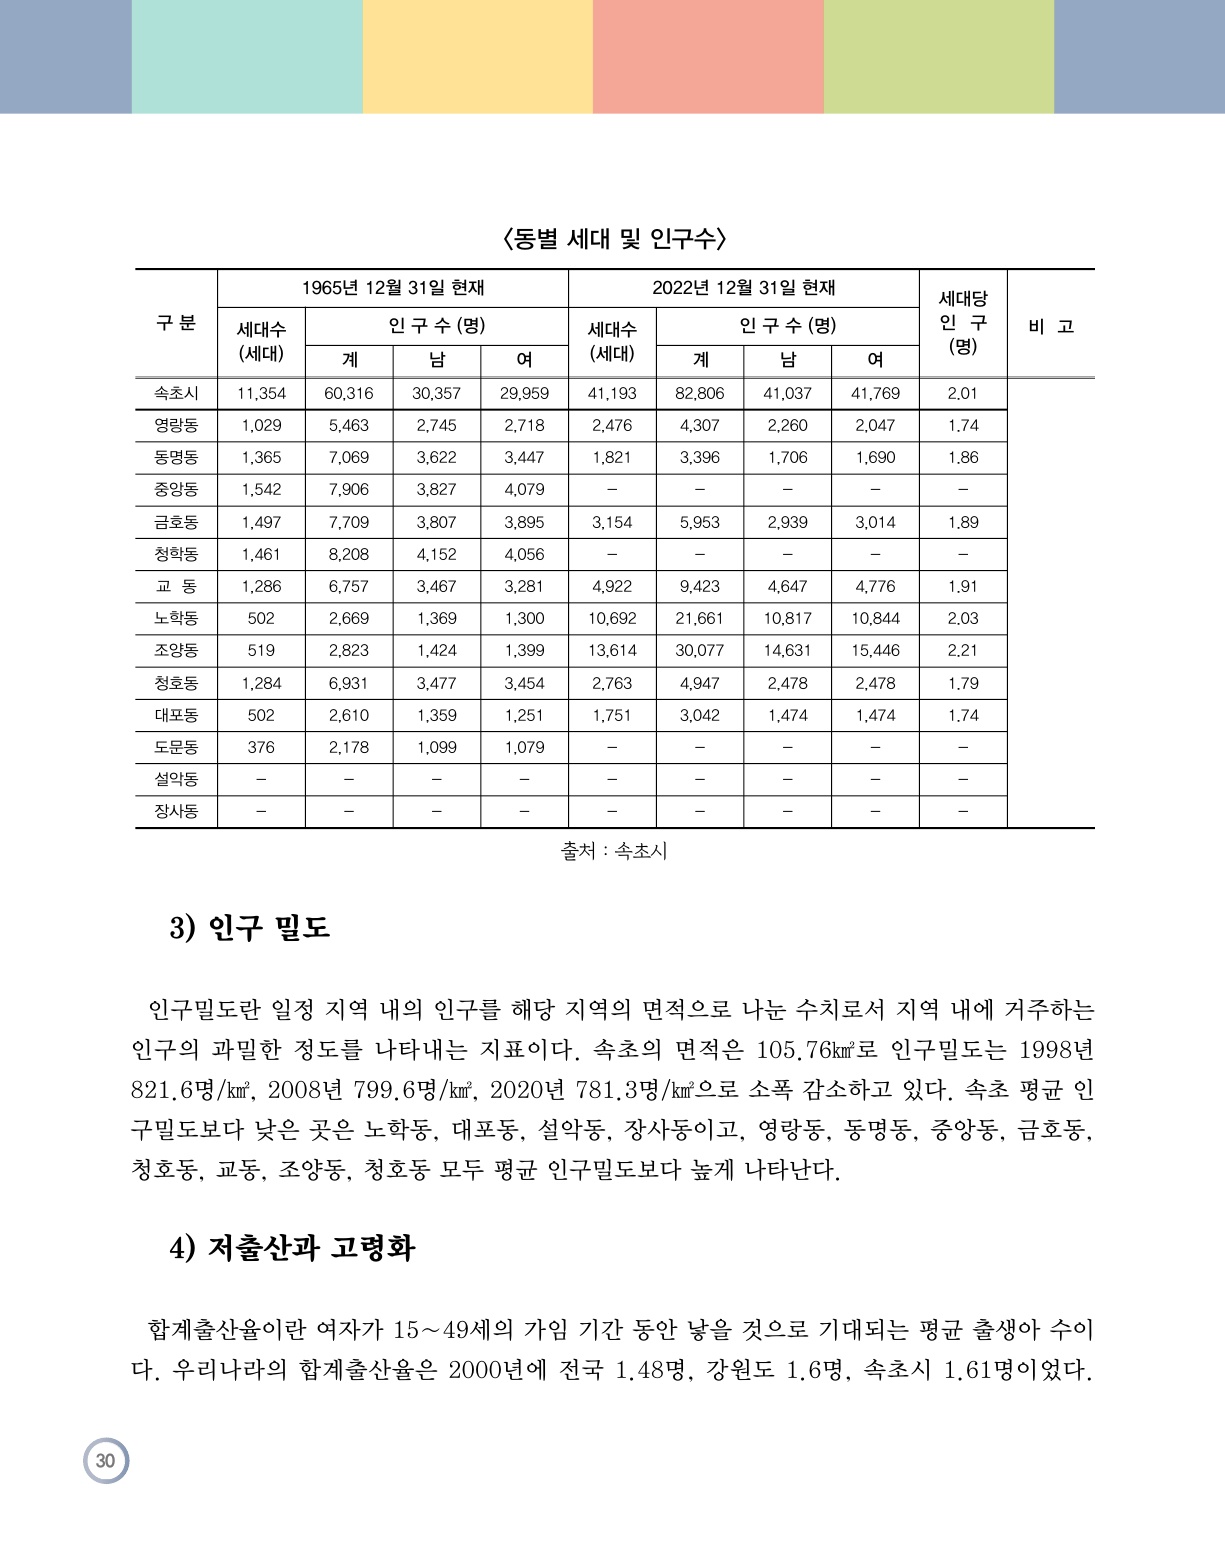 〈동별 세대 및 인구수〉
구 분 1965년 12월 31일 현재 2022년 12월 31일 현재 세대당 인 구 (명) 비 고
세대수 (세대) 인 구 수 (명) 세대수 (세대) 인 구 수 (명)
계 남 여 계 남 여
속초시 11,354 60,316 30,357 29,959 41,193 82,806 41,037 41,769 2.01
영랑동 1,029 5,463 2,745 2,718 2,476 4,307 2,260 2,047 1.74
동명동 1,365 7,069 3,622 3,447 1,821 3,396 1,706 1,690 1.86
중앙동 1,542 7,906 3,827 4,079 – – – – –
금호동 1,497 7,709 3,807 3,895 3,154 5,953 2,939 3,014 1.89
청학동 1,461 8,208 4,152 4,056 – – – – –
교 동 1,286 6,757 3,467 3,281 4,922 9,423 4,647 4,776 1.91
노학동 502 2,669 1,369 1,300 10,692 21,661 10,817 10,844 2.03
조양동 519 2,823 1,424 1,399 13,614 30,077 14,631 15,446 2.21
청호동 1,284 6,931 3,477 3,454 2,763 4,947 2,478 2,478 1.79
대포동 502 2,610 1,359 1,251 1,751 3,042 1,474 1,474 1.74
도문동 376 2,178 1,099 1,079 – – – – –
설악동 – – – – – – – – –
장사동 – – – – – – – – –
출처 : 속초시
3) 인구 밀도
인구밀도란 일정 지역 내의 인구를 해당 지역의 면적으로 나눈 수치로서 지역 내에 거주하는
인구의 과밀한 정도를 나타내는 지표이다. 속초의 면적은 105.76㎢로 인구밀도는 1998년
821.6명/㎢, 2008년 799.6명/㎢, 2020년 781.3명/㎢으로 소폭 감소하고 있다. 속초 평균 인
구밀도보다 낮은 곳은 노학동, 대포동, 설악동, 장사동이고, 영랑동, 동명동, 중앙동, 금호동,
청호동, 교동, 조양동, 청호동 모두 평균 인구밀도보다 높게 나타난다.
4) 저출산과 고령화
합계출산율이란 여자가 15～49세의 가임 기간 동안 낳을 것으로 기대되는 평균 출생아 수이
다. 우리나라의 합계출산율은 2000년에 전국 1.48명, 강원도 1.6명, 속초시 1.61명이었다.
30